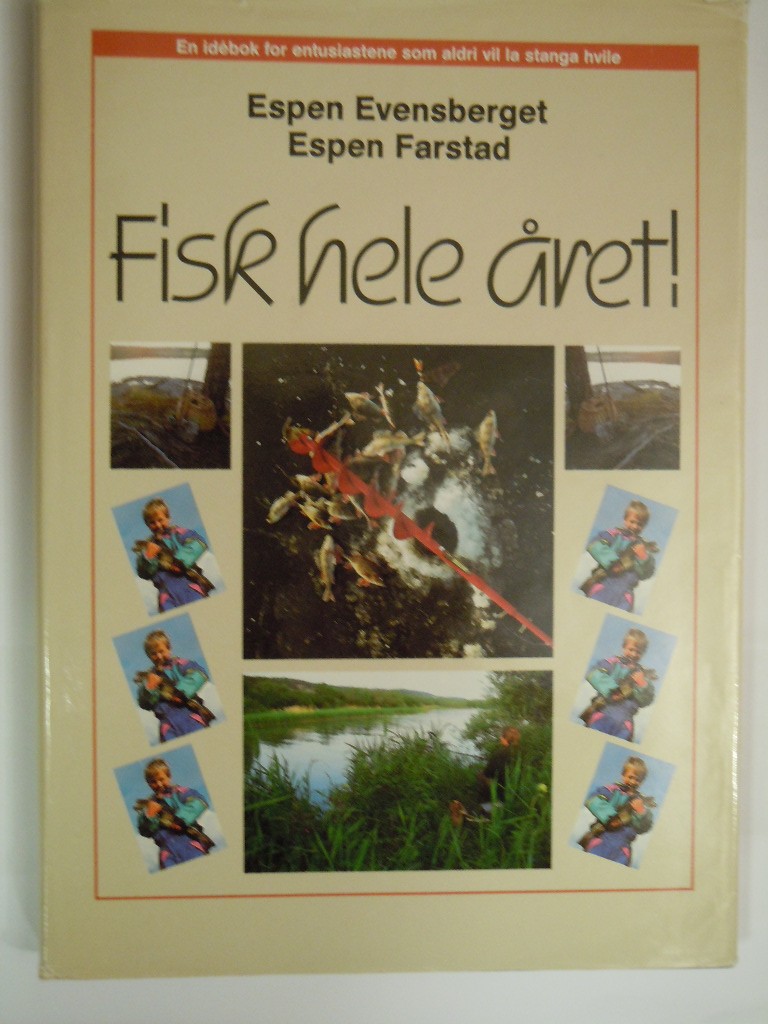 En idébok for entusiastene som aldri vil la stanga hvile
Espen Evensberget
Espen Farstad
Fisk hele året!